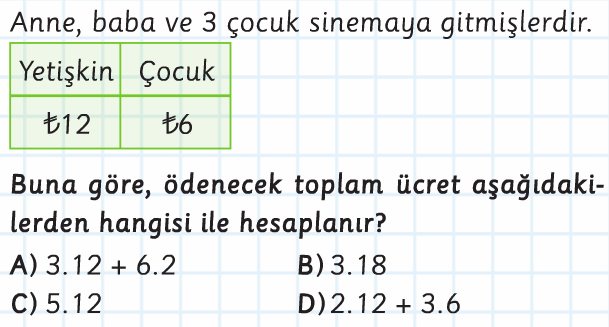 Anne, baba ve 3 çocuk sinemaya gitmişlerdir.
Yetişkin Çocuk
₺12 ₺6
Buna göre, ödenecek toplam ücret aşağıdaki-
lerden hangisi ile hesaplanır?
A) 3.12 + 6.2 B) 3.18
C) 5.12 D) 2.12 + 3.6